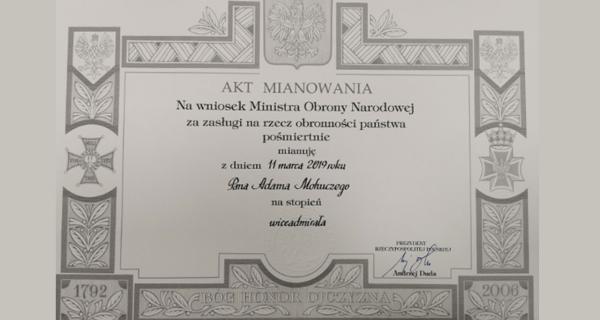 AKT MIANOWANIA
Na wniosek Ministra Obrony Narodowej
za zasługi na rzecz obronności państwa
pośmiertnie
mianuję
z dniem 11 marca 2019 roku
Pana Adama Mohuczego
na stopień
wiceadmirała
PREZYDENT
RZECZYPOSPOLITEJ POLSKIEJ
Andrzej Duda
1792
BÓG HONOR OJCZYZNA
2006